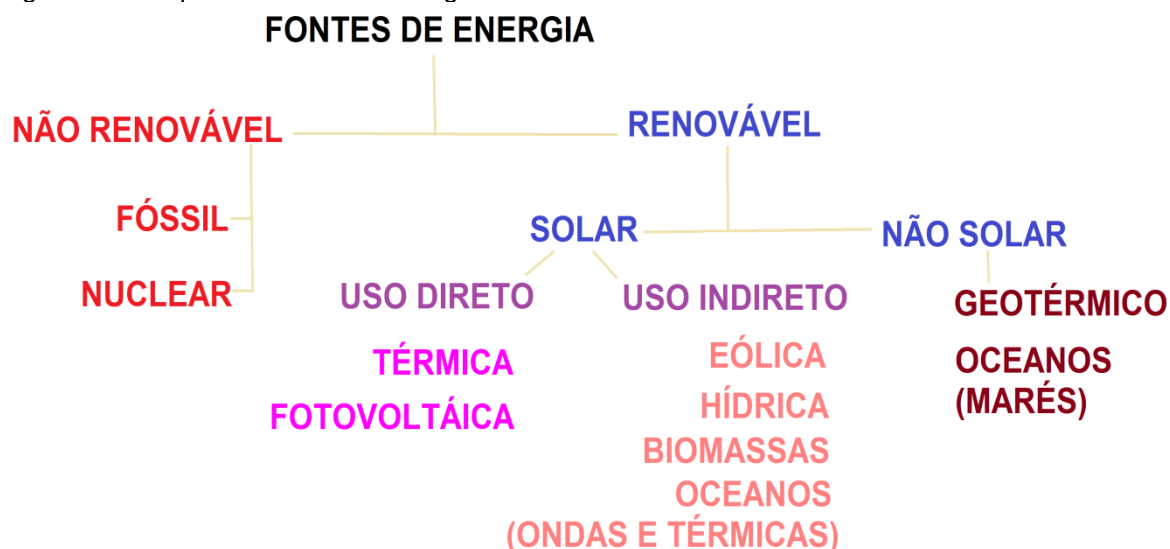 FONTES DE ENERGIA
NÃO RENOVÁVEL
RENOVÁVEL
FÓSSIL
NUCLEAR
SOLAR
NÃO SOLAR
USO DIRETO
USO INDIRETO
TÉRMICA
FOTOVOLTÁICA
EÓLICA
HÍDRICA
BIOMASSAS
OCEANOS
(ONDAS E TÉRMICAS)
GEOTÉRMICO
OCEANOS
(MARÉS)